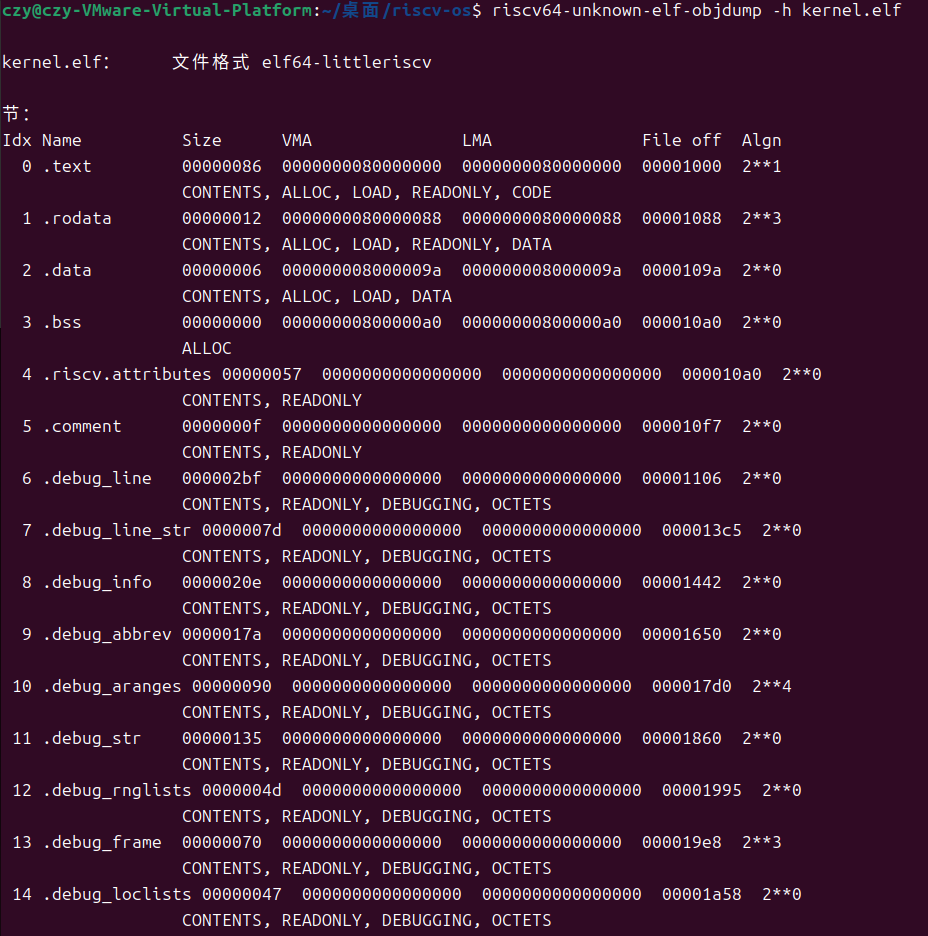 czy@czy-VMware-Virtual-Platform:~/桌面/riscv-os$ riscv64-unknown-elf-objdump -h kernel.elf
kernel.elf：     文件格式 elf64-littleriscv
节：
Idx Name          Size      VMA               LMA               File off  Algn
  0 .text         00000086  0000000080000000  0000000080000000  00001000  2**1
                  CONTENTS, ALLOC, LOAD, READONLY, CODE
  1 .rodata       00000012  0000000080000088  0000000080000088  00001088  2**3
                  CONTENTS, ALLOC, LOAD, READONLY, DATA
  2 .data         00000006  000000008000009a  000000008000009a  0000109a  2**0
                  CONTENTS, ALLOC, LOAD, DATA
  3 .bss          00000000  00000000800000a0  00000000800000a0  000010a0  2**0
                  ALLOC
  4 .riscv.attributes 00000057  0000000000000000  0000000000000000  000010a0  2**0
                  CONTENTS, READONLY
  5 .comment      0000000f  0000000000000000  0000000000000000  000010f7  2**0
                  CONTENTS, READONLY
  6 .debug_line   000002bf  0000000000000000  0000000000000000  00001106  2**0
                  CONTENTS, READONLY, DEBUGGING, OCTETS
  7 .debug_line_str 0000007d  0000000000000000  0000000000000000  000013c5  2**0
                  CONTENTS, READONLY, DEBUGGING, OCTETS
  8 .debug_info   0000020e  0000000000000000  0000000000000000  00001442  2**0
                  CONTENTS, READONLY, DEBUGGING, OCTETS
  9 .debug_abbrev 0000017a  0000000000000000  0000000000000000  00001650  2**0
                  CONTENTS, READONLY, DEBUGGING, OCTETS
 10 .debug_aranges 00000090  0000000000000000  0000000000000000  000017d0  2**4
                  CONTENTS, READONLY, DEBUGGING, OCTETS
 11 .debug_str    00000135  0000000000000000  0000000000000000  00001860  2**0
                  CONTENTS, READONLY, DEBUGGING, OCTETS
 12 .debug_rnglists 0000004d  0000000000000000  0000000000000000  00001995  2**0
                  CONTENTS, READONLY, DEBUGGING, OCTETS
 13 .debug_frame  00000070  0000000000000000  0000000000000000  000019e8  2**3
                  CONTENTS, READONLY, DEBUGGING, OCTETS
 14 .debug_loclists 00000047  0000000000000000  0000000000000000  00001a58  2**0
                  CONTENTS, READONLY, DEBUGGING, OCTETS